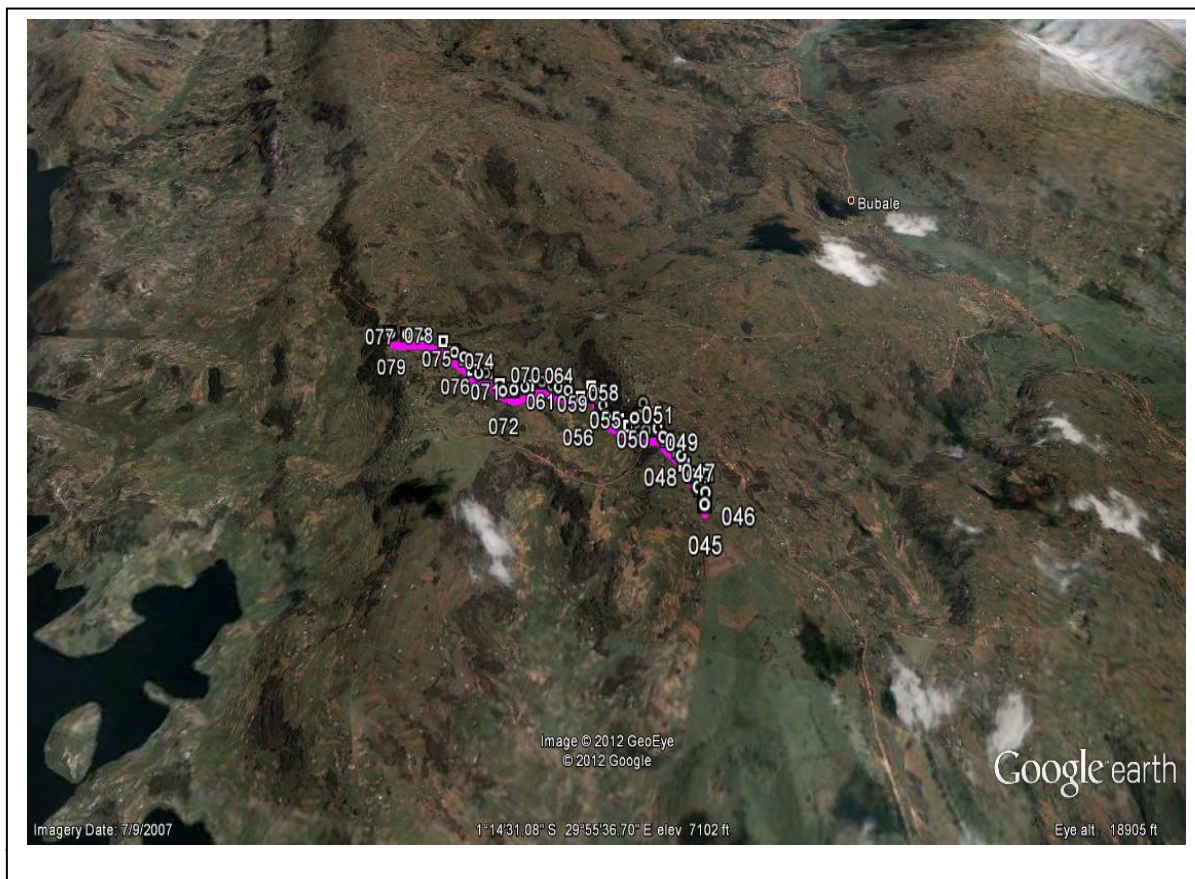 Bubale
077 078
079
075 074
076
071
070 064
061
059
058
072
056
055
051
050
049
048
047
046
045
Image © 2012 GeoEye
© 2012 Google
Google earth
Imagery Date: 7/9/2007
1°14'31.08" S 29°55'36.70" E elev 7102 ft
Eye alt 18905 ft